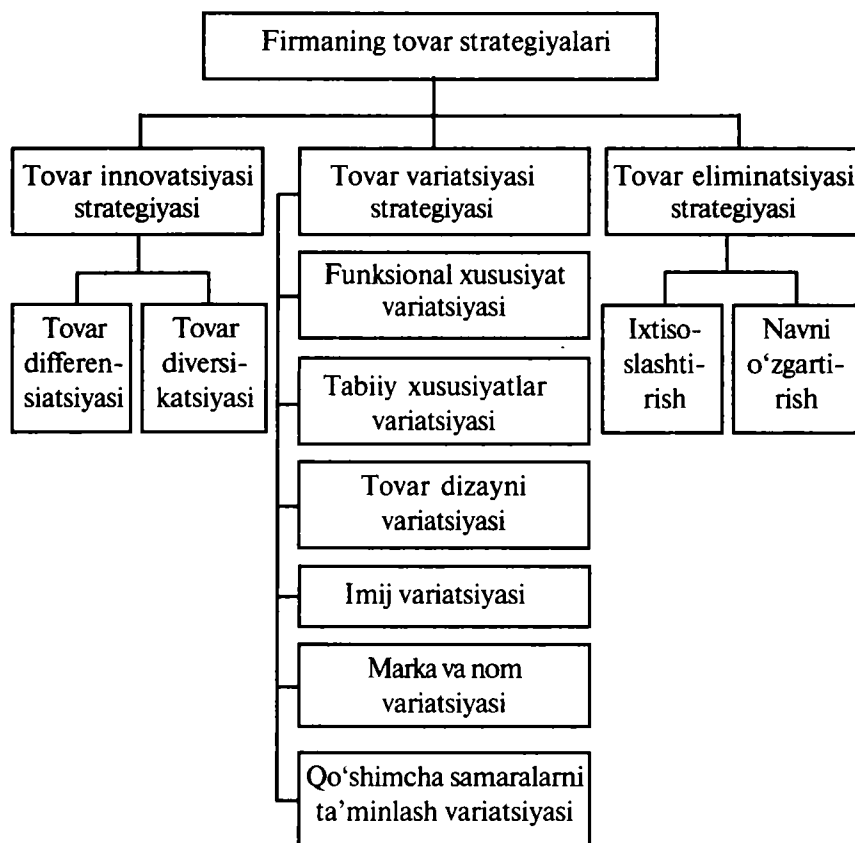 Firmaning tovar strategiyalari
Tovar innovatsiyasi
strategiyasi
Tovar variatsiyasi
strategiyasi
Tovar eliminatsiyasi
strategiyasi
Tovar
differen-
siatsiyasi
Tovar
diversi-
katsiyasi
Funksional xususiyat
variatsiyasi
Tabiiy xususiyatlar
variatsiyasi
Tovar dizayni
variatsiyasi
Imij variatsiyasi
Marka va nom
variatsiyasi
Qo‘shimcha samaralarni
ta’minlash variatsiyasi
Ixtiso-
slashti-
rish
Navni
o‘zgarti-
rish